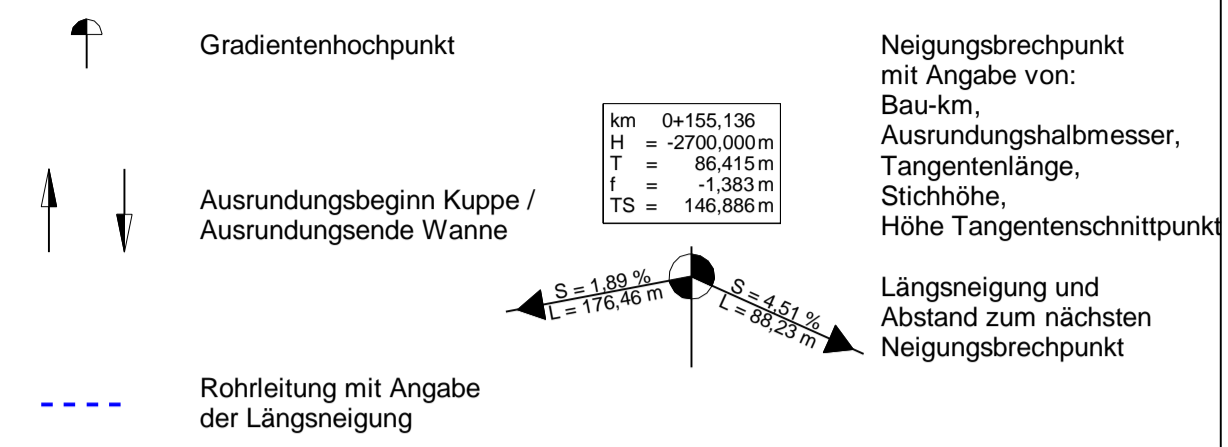 Gradientenhochpunkt
Ausrundungsbeginn Kuppe /
Ausrundungsende Wanne
Rohrleitung mit Angabe
der Längsneigung
km 0+155,136
H = -2700,000 m
T = 86,415 m
f = -1,383 m
TS = 146,886 m
S = 1,89 %
L = 176,46 m
S = 4,51 %
L = 88,23 m
Neigungsbrechpunkt
mit Angabe von:
Bau-km,
Ausrundungshalbmesser,
Tangentenlänge,
Stichhöhe,
Höhe Tangentenschnittpunkt
Längsneigung und
Abstand zum nächsten
Neigungsbrechpunkt